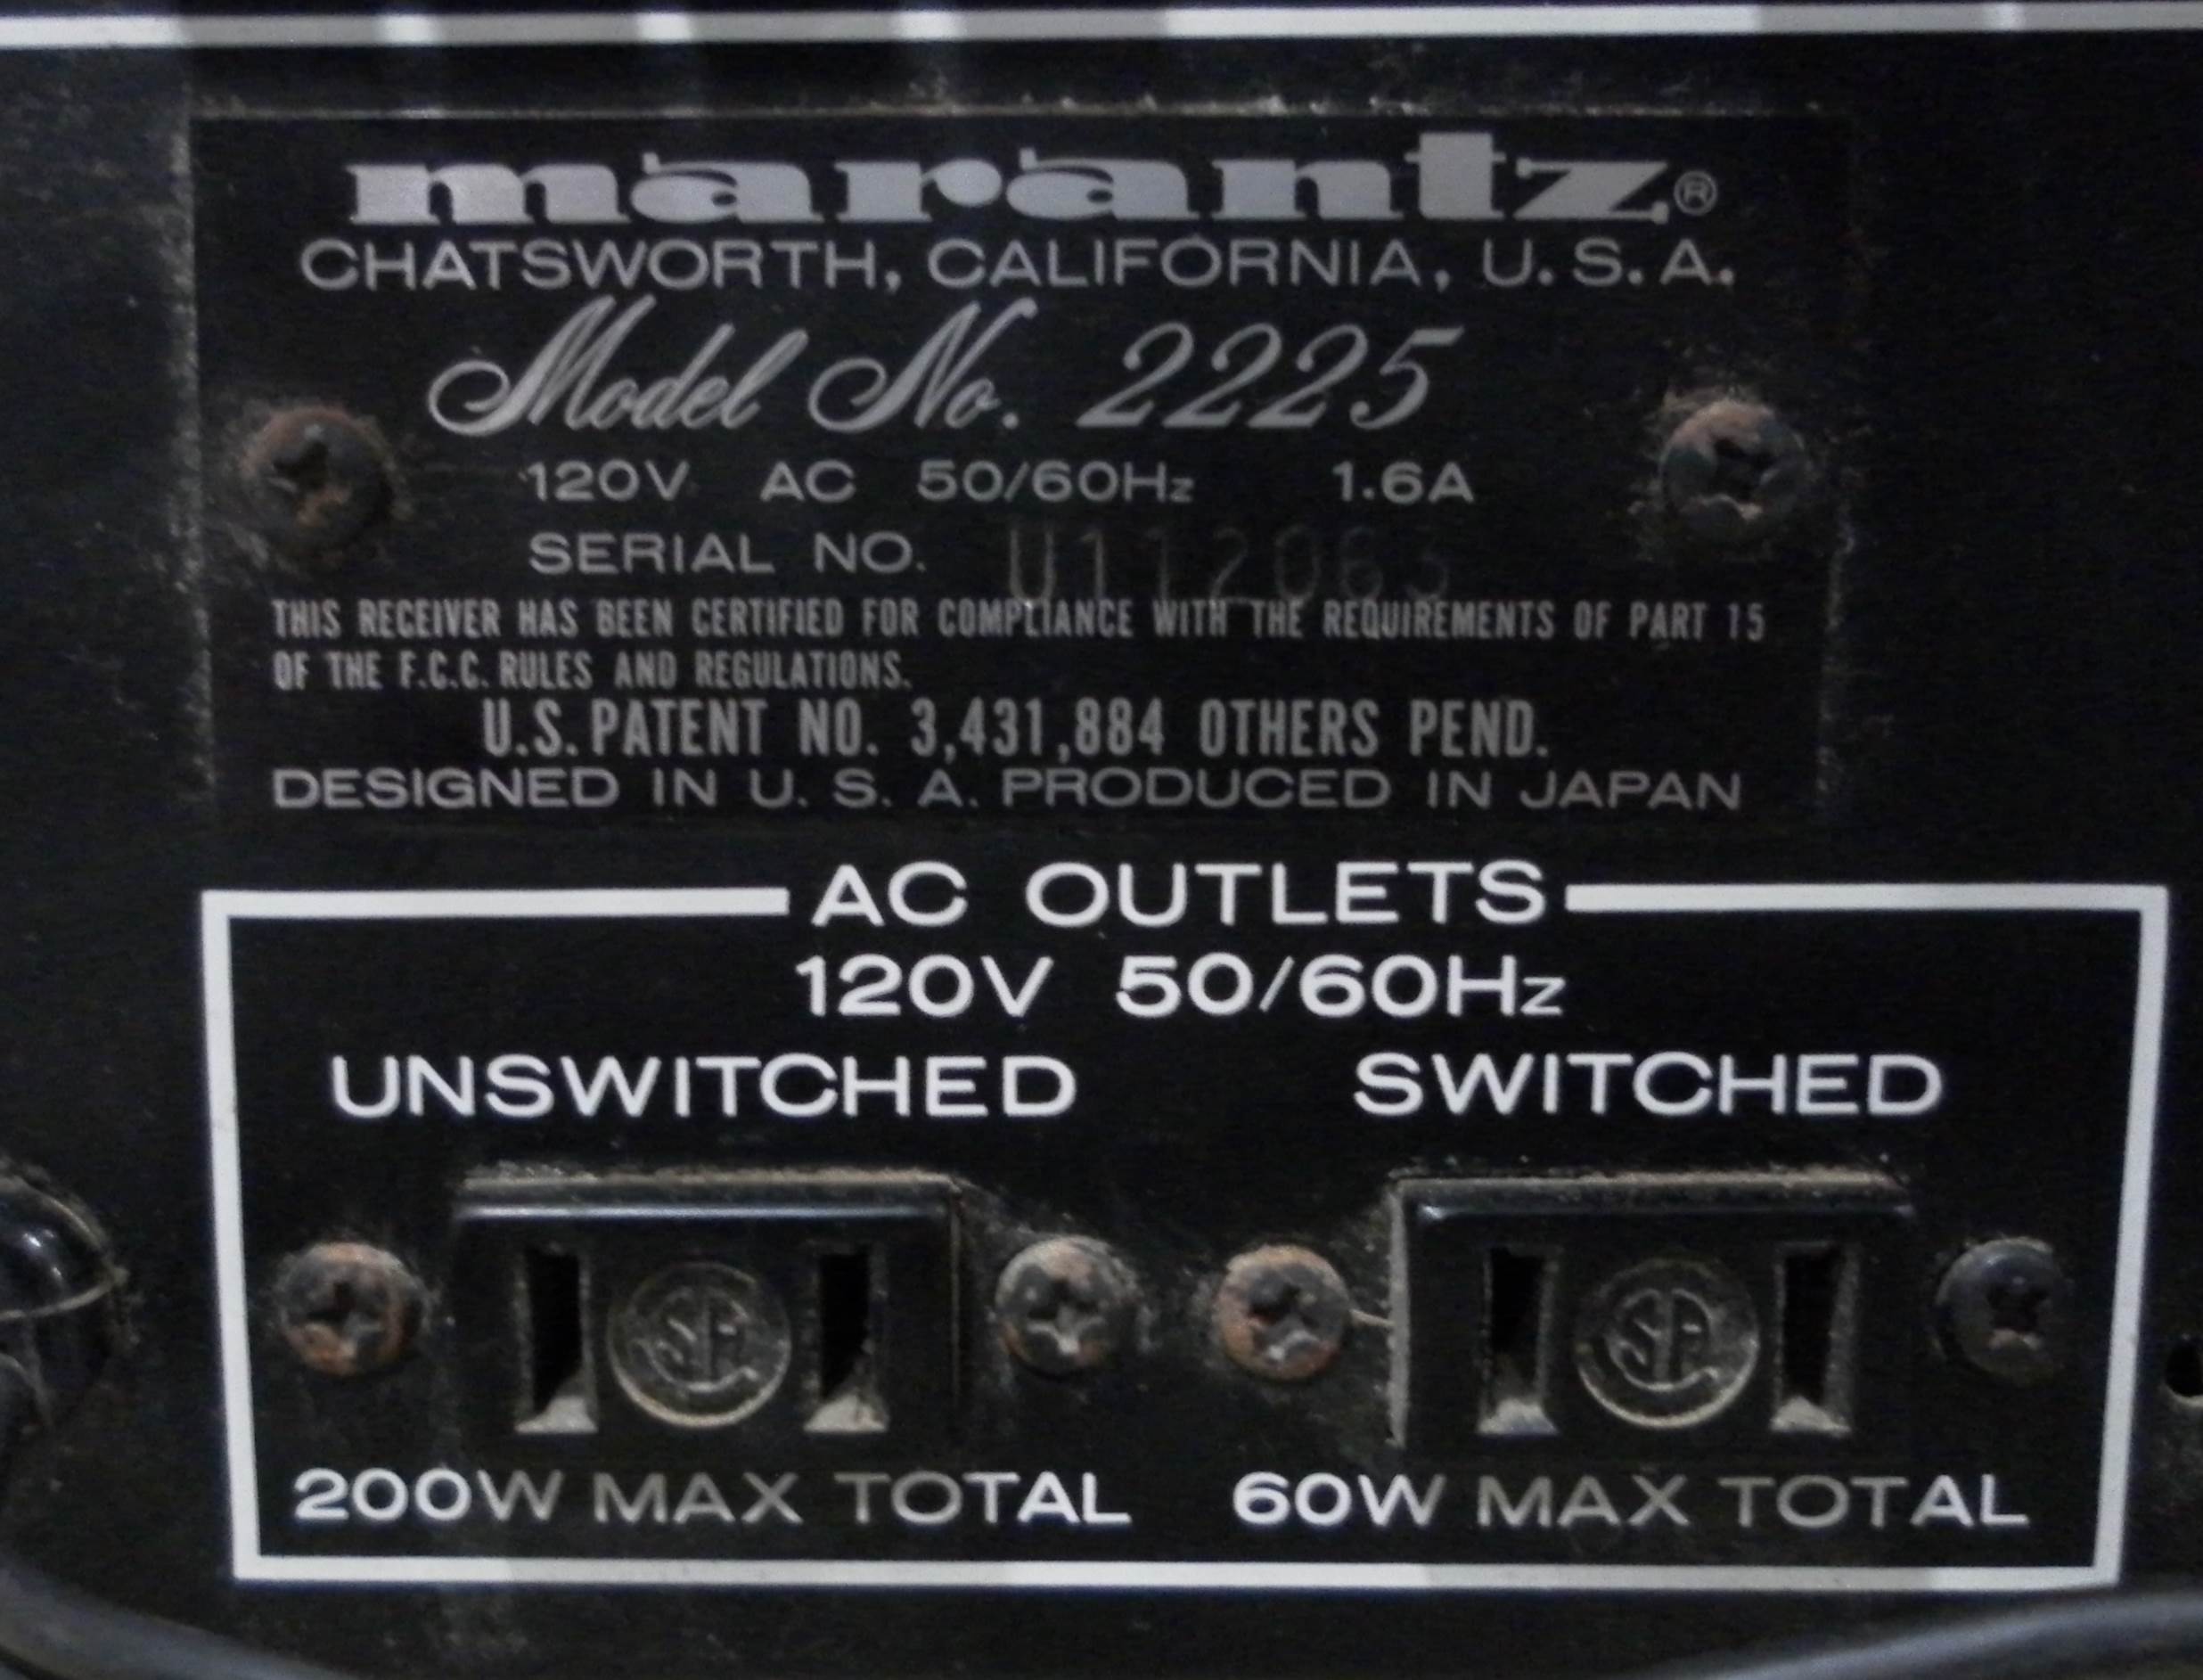 marantz®
CHATSWORTH, CALIFORNIA, U.S.A.
Model No. 2225
120V AC 50/60Hz 1.6A
SERIAL NO. U112063
THIS RECEIVER HAS BEEN CERTIFIED FOR COMPLIANCE WITH THE REQUIREMENTS OF PART 15
OF THE F.C.C. RULES AND REGULATIONS.
U.S. PATENT NO. 3,431,884 OTHERS PEND.
DESIGNED IN U.S.A. PRODUCED IN JAPAN
AC OUTLETS
120V 50/60Hz
UNSWITCHED SWITCHED
SA SA
200W MAX TOTAL 60W MAX TOTAL